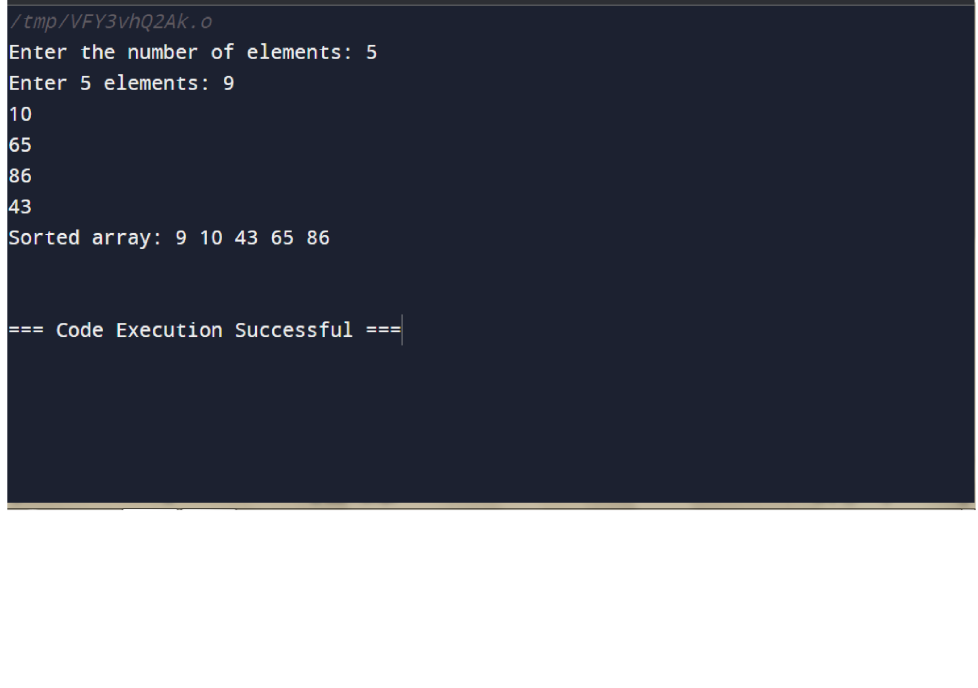 /tmp/VFY3vhQ2Ak.o
Enter the number of elements: 5
Enter 5 elements: 9
10
65
86
43
Sorted array: 9 10 43 65 86
=== Code Execution Successful ===